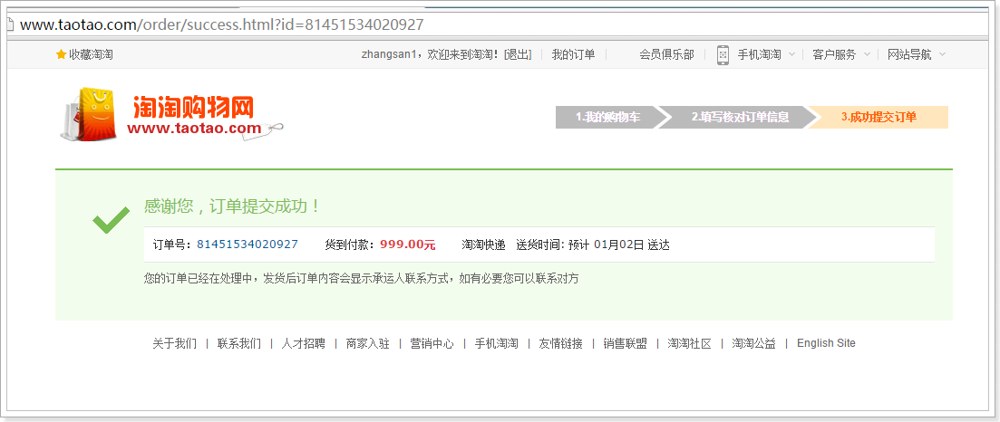 www.taotao.com/order/success.html?id=81451534020927
收藏淘淘 zhangsan1，欢迎来到淘淘！[退出] 我的订单 会员俱乐部 手机淘淘 客户服务 网站导航
淘淘购物网
www.taotao.com
1.我的购物车 2.填写核对订单信息 3.成功提交订单
感谢您，订单提交成功！
订单号：81451534020927 货到付款：999.00元 淘淘快递 送货时间: 预计 01月02日 送达
您的订单已经在处理中，发货后订单内容会显示承运人联系方式，如有必要您可以联系对方
关于我们 | 联系我们 | 人才招聘 | 商家入驻 | 营销中心 | 手机淘淘 | 友情链接 | 销售联盟 | 淘淘社区 | 淘淘公益 | English Site